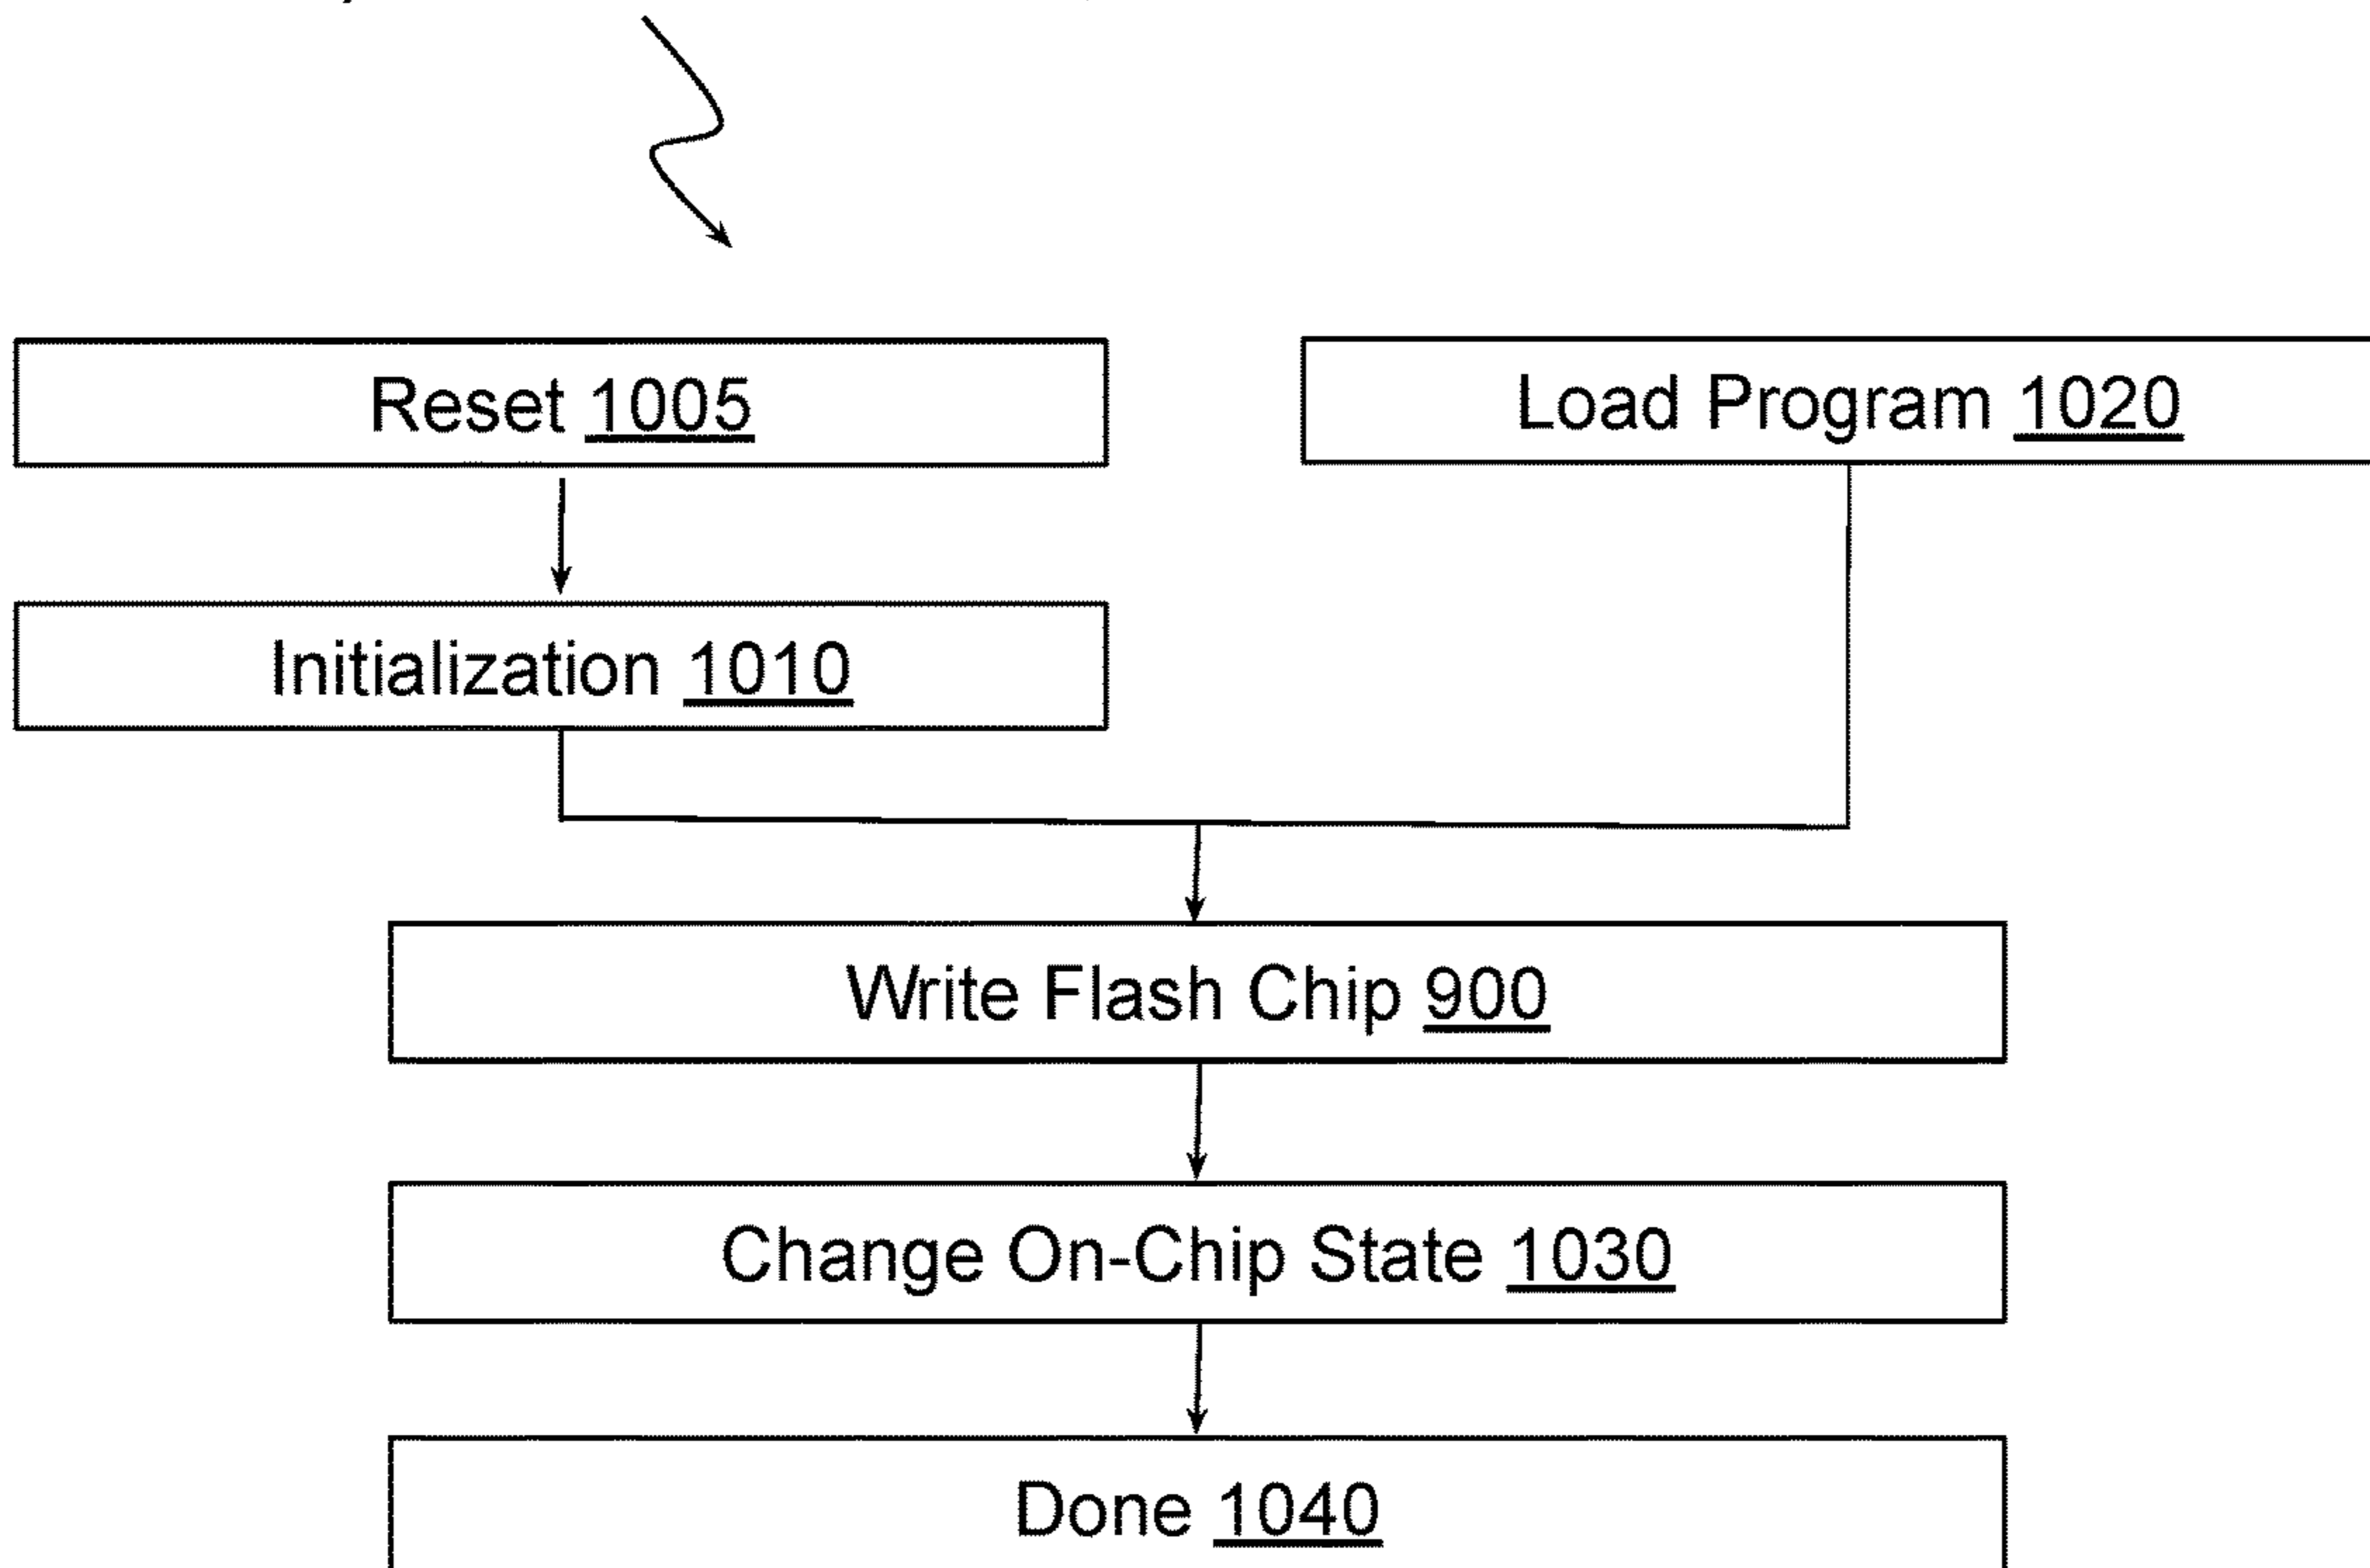 Reset 1005
Load Program 1020
Initialization 1010
Write Flash Chip 900
Change On-Chip State 1030
Done 1040